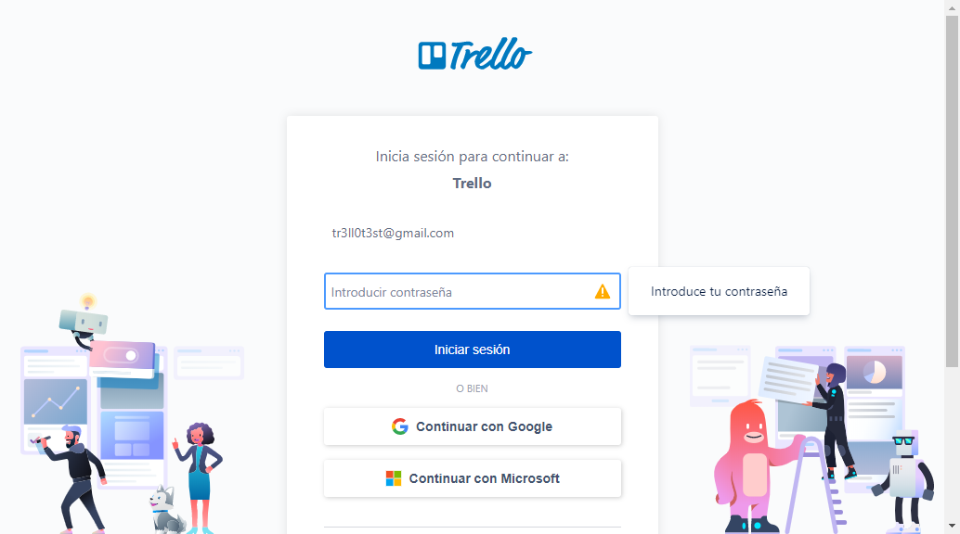 Trello
Inicia sesión para continuar a:
Trello
tr3ll0t3st@gmail.com
Introducir contraseña
Introduce tu contraseña
Iniciar sesión
O BIEN
Continuar con Google
Continuar con Microsoft